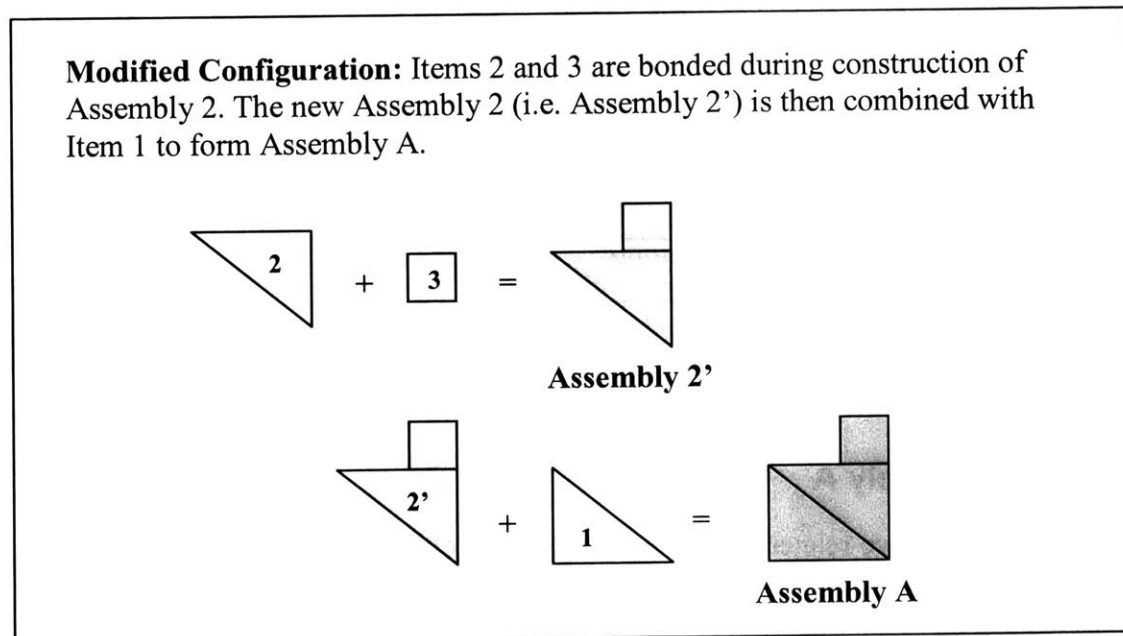 Modified Configuration: Items 2 and 3 are bonded during construction of
Assembly 2. The new Assembly 2 (i.e. Assembly 2’) is then combined with
Item 1 to form Assembly A.
2 + 3 =
Assembly 2’
2’ + 1 =
Assembly A